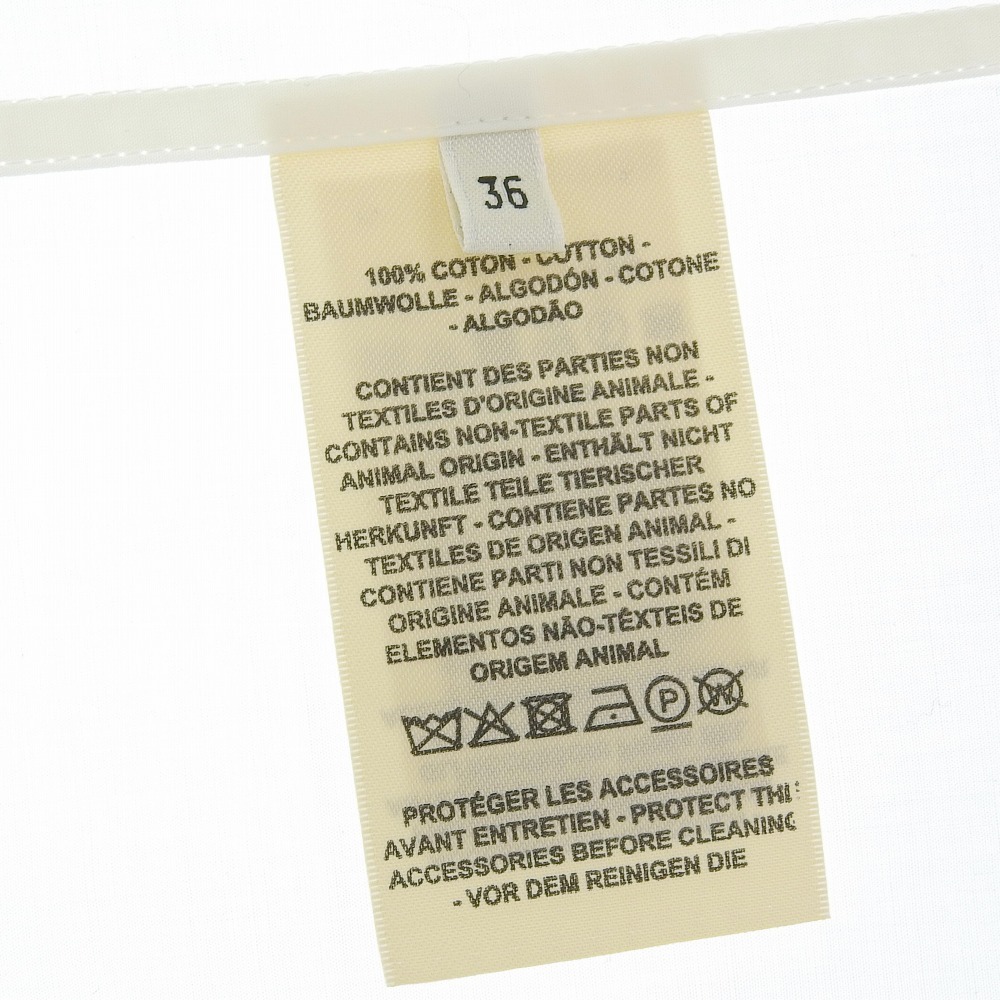 36
100% COTON - COTTON -
BAUMWOLLE - ALGODÓN - COTONE
- ALGODÃO
CONTIENT DES PARTIES NON
TEXTILES D'ORIGINE ANIMALE -
CONTAINS NON-TEXTILE PARTS OF
ANIMAL ORIGIN - ENTHÄLT NICHT
TEXTILE TEILE TIERISCHER
HERKUNFT - CONTIENE PARTES NO
TEXTILES DE ORIGEN ANIMAL -
CONTIENE PARTI NON TESSILI DI
ORIGINE ANIMALE - CONTÉM
ELEMENTOS NÃO-TÉXTEIS DE
ORIGEM ANIMAL
P W
PROTÉGER LES ACCESSOIRES
AVANT ENTRETIEN - PROTECT THE
ACCESSORIES BEFORE CLEANING
- VOR DEM REINIGEN DIE